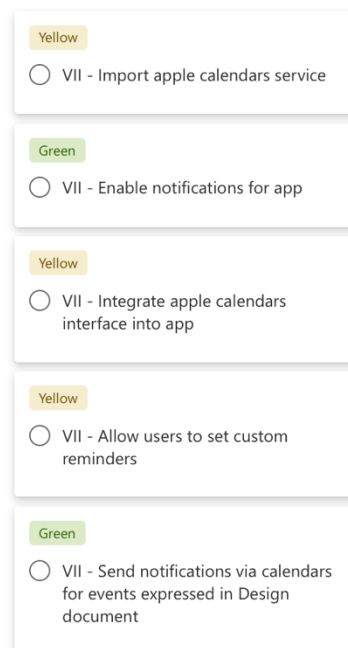 Yellow
VII - Import apple calendars service
Green
VII - Enable notifications for app
Yellow
VII - Integrate apple calendars
interface into app
Yellow
VII - Allow users to set custom
reminders
Green
VII - Send notifications via calendars
for events expressed in Design
document